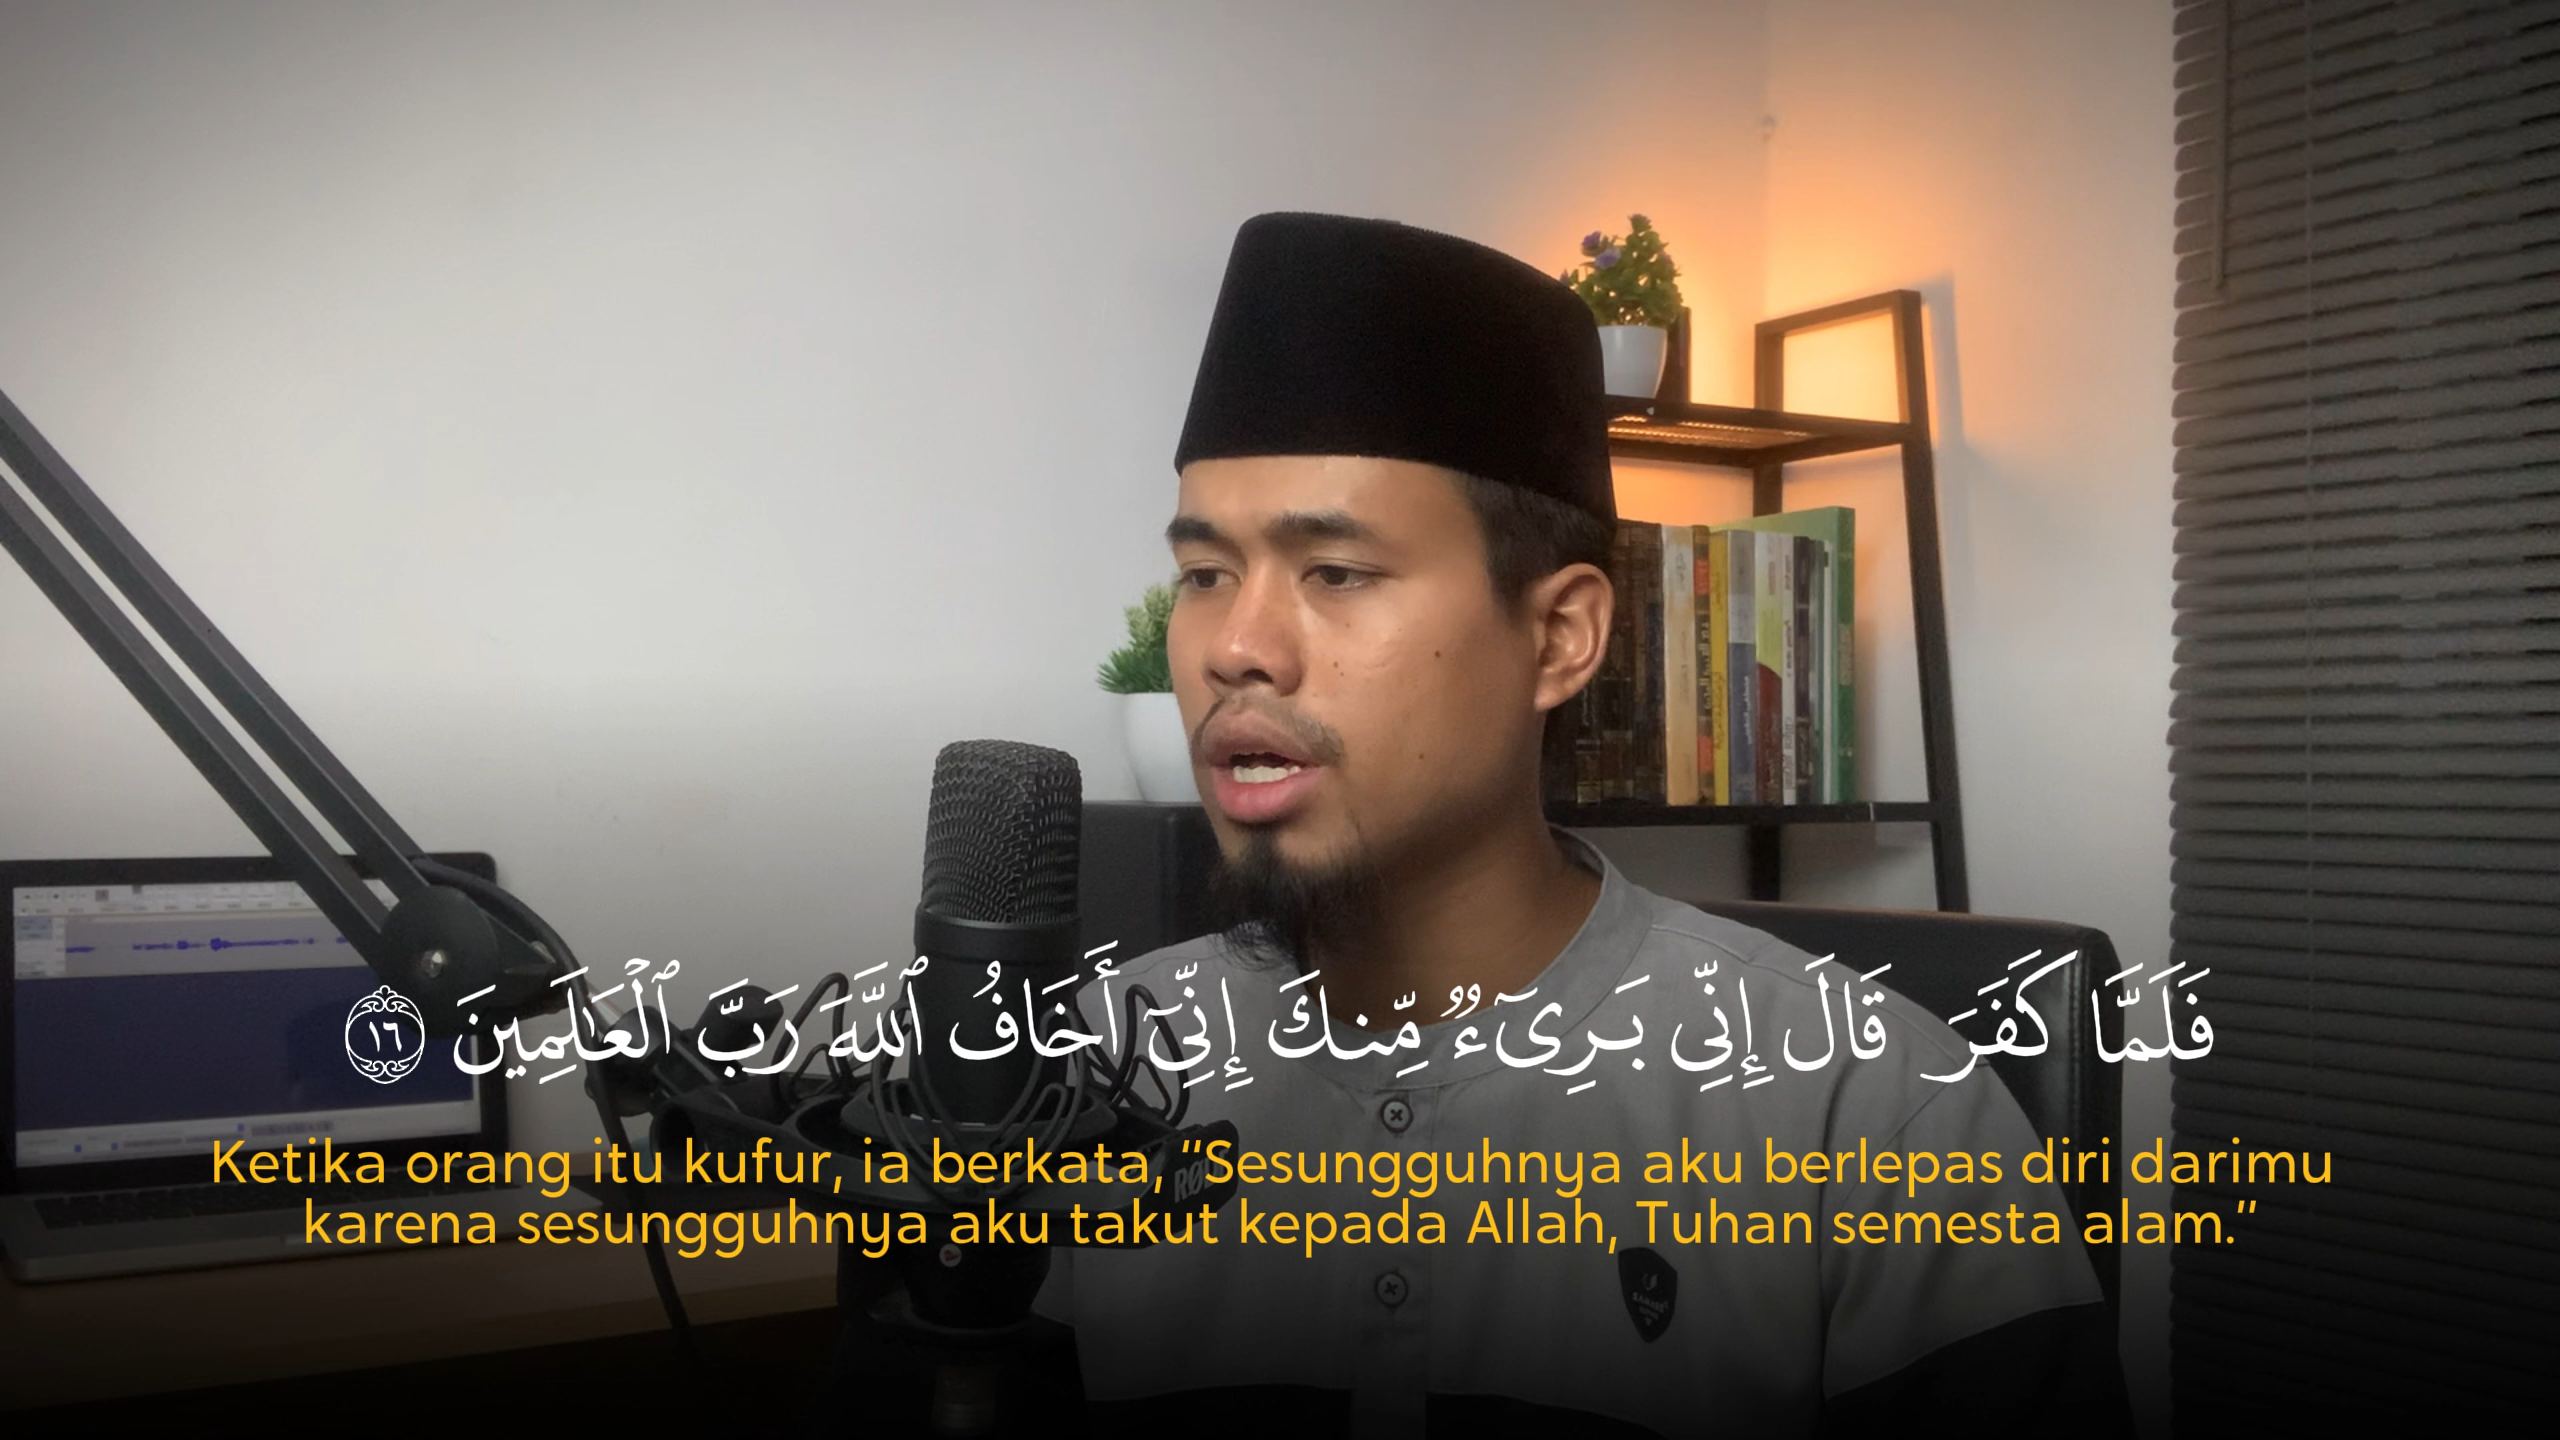 فَلَمَّا كَفَرَ قَالَ إِنِّى بَرِىٓءٌ مِّنكَ إِنِّىٓ أَخَافُ ٱللَّهَ رَبَّ ٱلْعَـٰلَمِينَ ١٦
Ketika orang itu kufur, ia berkata, “Sesungguhnya aku berlepas diri darimu
karena sesungguhnya aku takut kepada Allah, Tuhan semesta alam.”